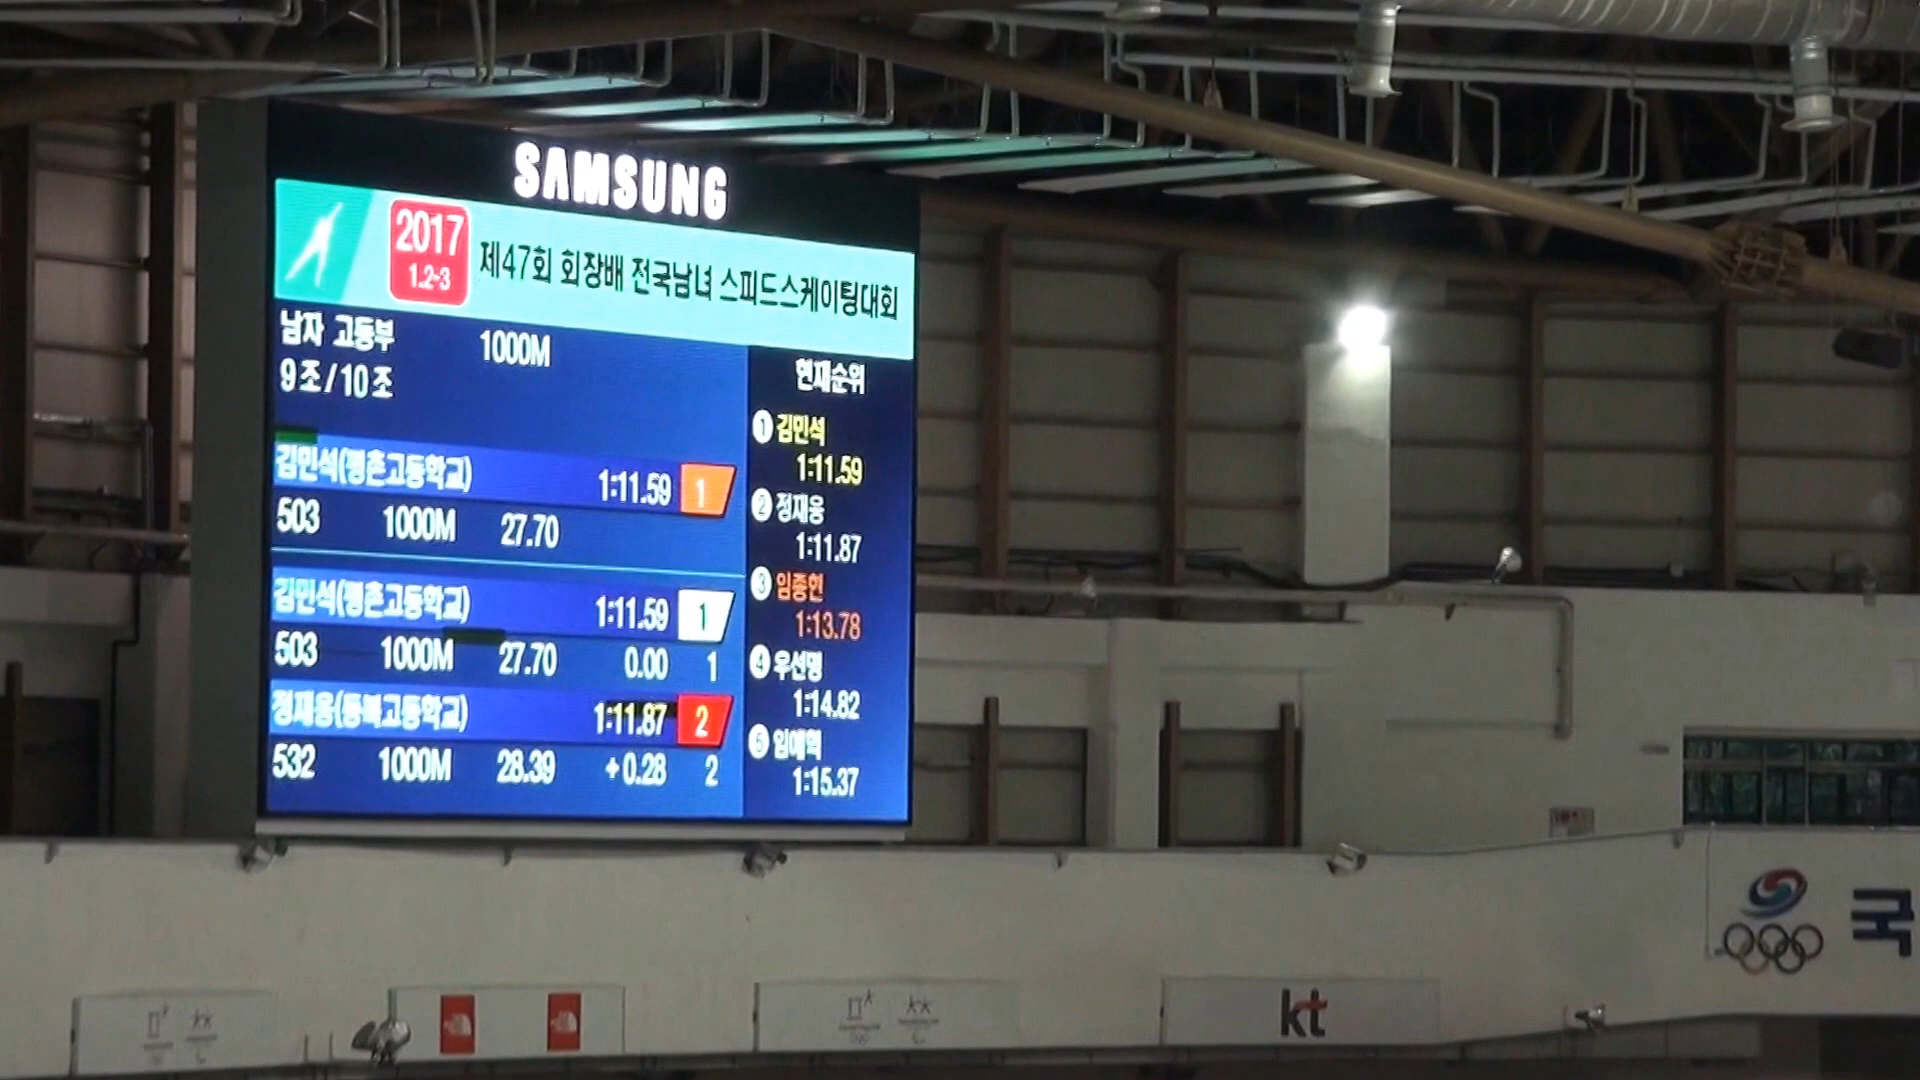 SAMSUNG
2017
1.2-3
제47회 회장배 전국남녀 스피드스케이팅대회
남자 고등부 1000M
9조/10조
김민석(평촌고등학교) 1:11.59 1
503 1000M 27.70
김민석(평촌고등학교) 1:11.59 1
503 1000M 27.70 0.00 1
정재웅(동북고등학교) 1:11.87 2
532 1000M 28.39 +0.28 2
현재순위
1 김민석
1:11.59
2 정재웅
1:11.87
3 임종헌
1:13.78
4 우선명
1:14.82
5 임예혁
1:15.37
국
kt